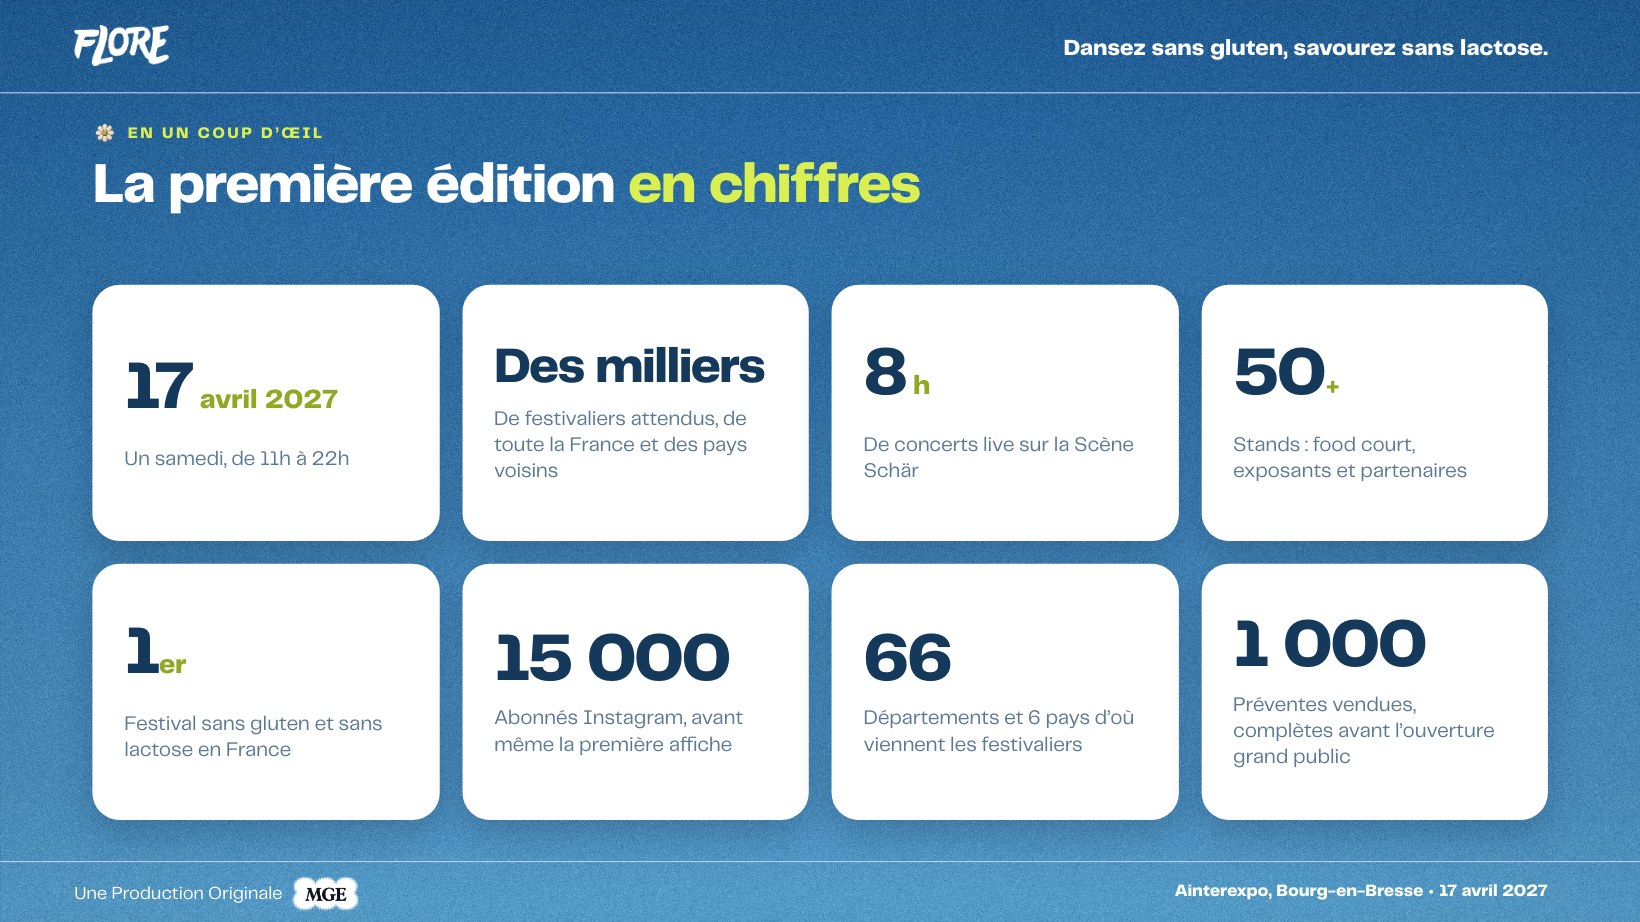 FLORE
Dansez sans gluten, savourez sans lactose.
EN UN COUP D’ŒIL
La première édition en chiffres
17 avril 2027
Un samedi, de 11h à 22h
Des milliers
De festivaliers attendus, de
toute la France et des pays
voisins
8 h
De concerts live sur la Scène
Schär
50+
Stands : food court,
exposants et partenaires
1er
Festival sans gluten et sans
lactose en France
15 000
Abonnés Instagram, avant
même la première affiche
66
Départements et 6 pays d’où
viennent les festivaliers
1 000
Préventes vendues,
complètes avant l’ouverture
grand public
Une Production Originale MGE
Ainterexpo, Bourg-en-Bresse • 17 avril 2027